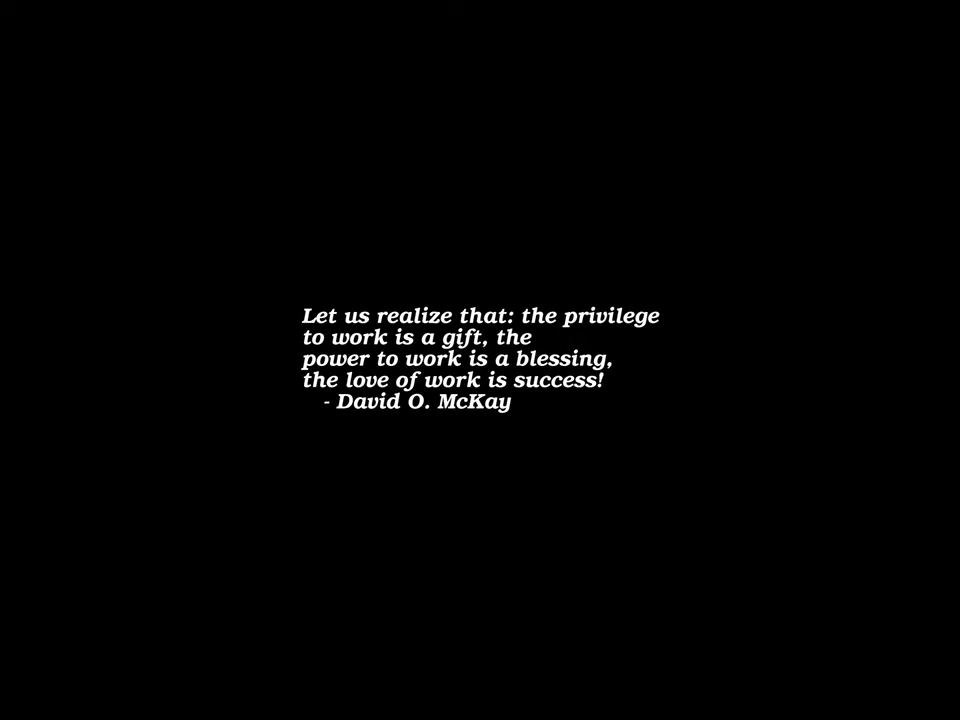 Let us realize that: the privilege
to work is a gift, the
power to work is a blessing,
the love of work is success!
- David O. McKay